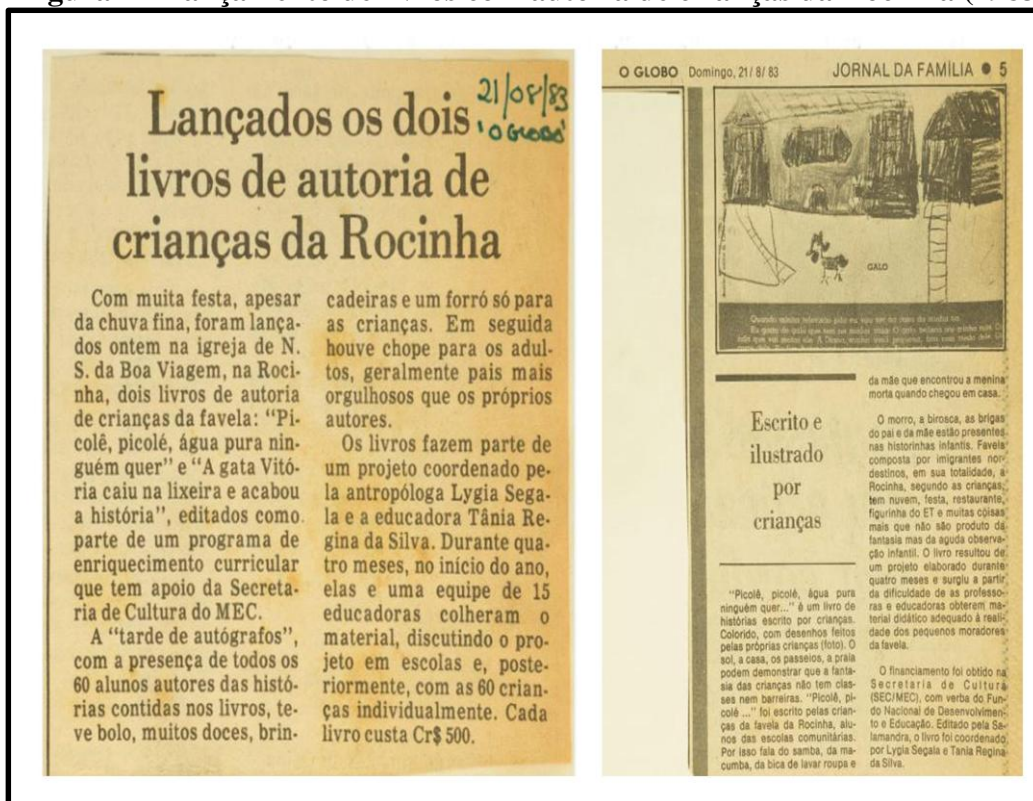 21/08/83
'O GLOBO'
Lançados os dois
livros de autoria de
crianças da Rocinha
Com muita festa, apesar
da chuva fina, foram lança-
dos ontem na igreja de N.
S. da Boa Viagem, na Roci-
nha, dois livros de autoria
de crianças da favela: “Pi-
colê, picolé, água pura nin-
guém quer” e “A gata Vitó-
ria caiu na lixeira e acabou
a história”, editados como
parte de um programa de
enriquecimento curricular
que tem apoio da Secreta-
ria de Cultura do MEC.
A “tarde de autógrafos”,
com a presença de todos os
60 alunos autores das histó-
rias contidas nos livros, te-
ve bolo, muitos doces, brin-
cadeiras e um forró só para
as crianças. Em seguida
houve chope para os adul-
tos, geralmente pais mais
orgulhosos que os próprios
autores.
Os livros fazem parte de
um projeto coordenado pe-
la antropóloga Lygia Sega-
la e a educadora Tânia Re-
gina da Silva. Durante qua-
tro meses, no início do ano,
elas e uma equipe de 15
educadoras colheram o
material, discutindo o pro-
jeto em escolas e, poste-
riormente, com as 60 crian-
ças individualmente. Cada
livro custa Cr$ 500.
O GLOBO Domingo, 21/8/83 JORNAL DA FAMÍLIA ● 5
GALO
Escrito e
ilustrado
por
crianças
“Picolê, picolé, água pura
ninguém quer...” é um livro de
histórias escrito por crianças.
Colorido, com desenhos feitos
pelas próprias crianças (foto). O
sol, a casa, os passeios, a praia
podem demonstrar que a fanta-
sia das crianças não tem clas-
ses nem barreiras. “Picolê, pi-
colé ...” foi escrito pelas crian-
ças da favela da Rocinha, alu-
nos das escolas comunitárias.
Por isso fala do samba, da ma-
cumba, da bica de lavar roupa e
da mãe que encontrou a menina
morta quando chegou em casa.
O morro, a birosca, as brigas
do pai e da mãe estão presentes
nas historinhas infantis. Favela
composta por imigrantes nor-
destinos, em sua totalidade, a
Rocinha, segundo as crianças,
tem nuvem, festa, restaurante,
figurinha do ET e muitas coisas
mais que não são produto da
fantasia mas da aguda observa-
ção infantil. O livro resultou de
um projeto elaborado durante
quatro meses e surgiu a partir
da dificuldade de as professo-
ras e educadoras obterem ma-
terial didático adequado à reali-
dade dos pequenos moradores
da favela.
O financiamento foi obtido na
Secretaria de Cultura
(SEC/MEC), com verba do Fun-
do Nacional de Desenvolvimen-
to e Educação. Editado pela Sa-
lamandra, o livro foi coordenado
por Lygia Segala e Tania Regina
da Silva.